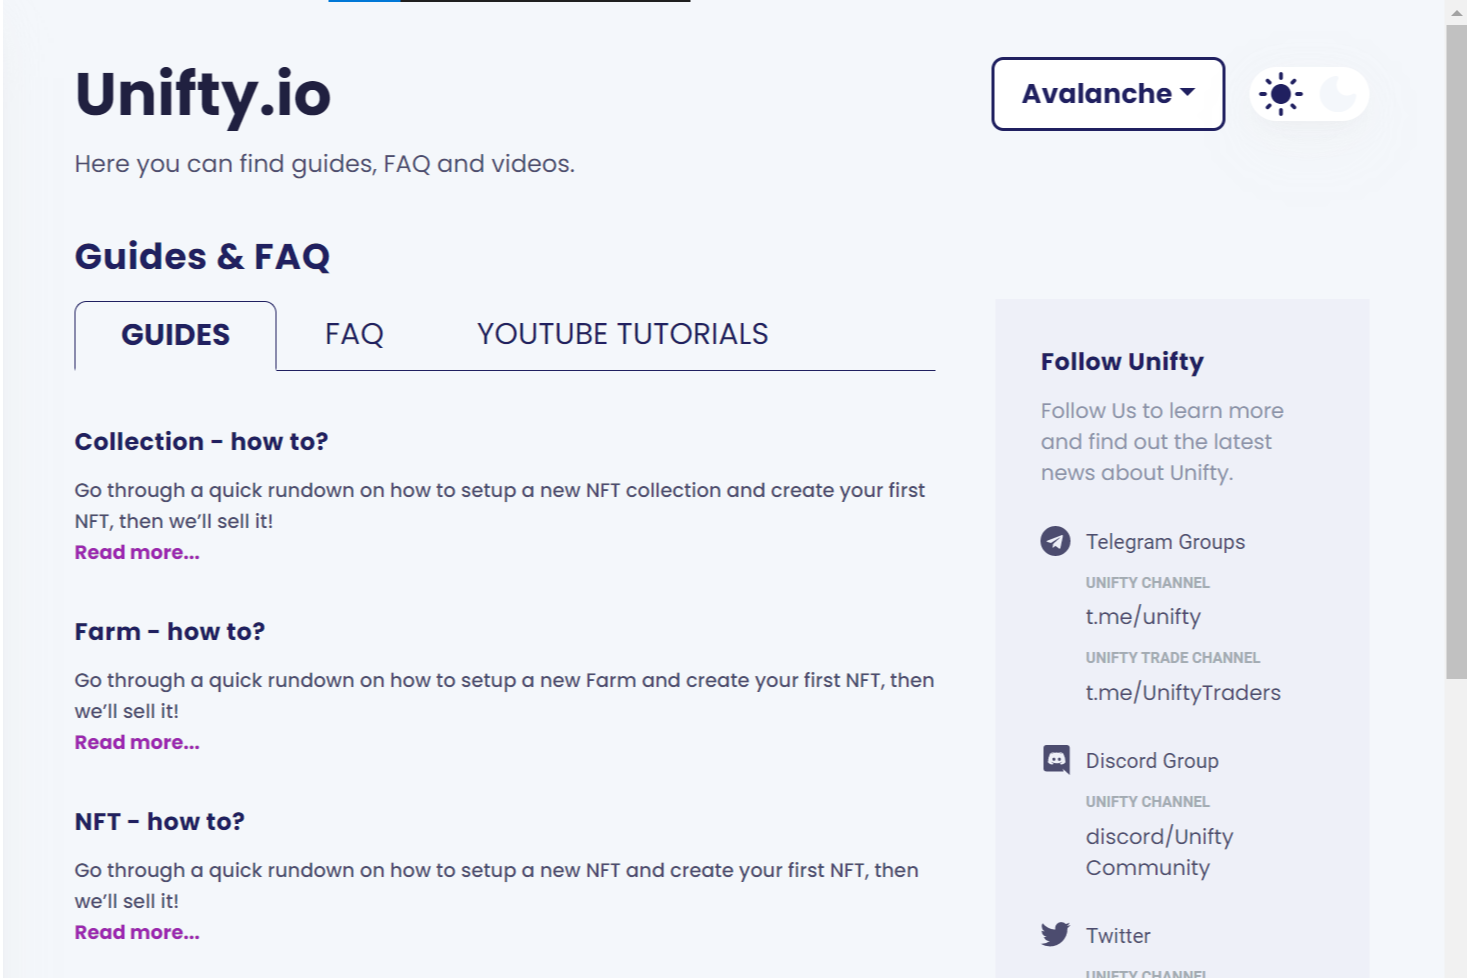 Unifty.io
Avalanche
Here you can find guides, FAQ and videos.
Guides & FAQ
GUIDES
FAQ
YOUTUBE TUTORIALS
Collection - how to?
Go through a quick rundown on how to setup a new NFT collection and create your first
NFT, then we'll sell it!
Read more...
Farm - how to?
Go through a quick rundown on how to setup a new Farm and create your first NFT, then
we'll sell it!
Read more...
NFT - how to?
Go through a quick rundown on how to setup a new NFT and create your first NFT, then
we'll sell it!
Read more...
Follow Unifty
Follow Us to learn more
and find out the latest
news about Unifty.
Telegram Groups
UNIFTY CHANNEL
t.me/unifty
UNIFTY TRADE CHANNEL
t.me/UniftyTraders
Discord Group
UNIFTY CHANNEL
discord/Unifty
Community
Twitter
UNIFTY CHANNEL